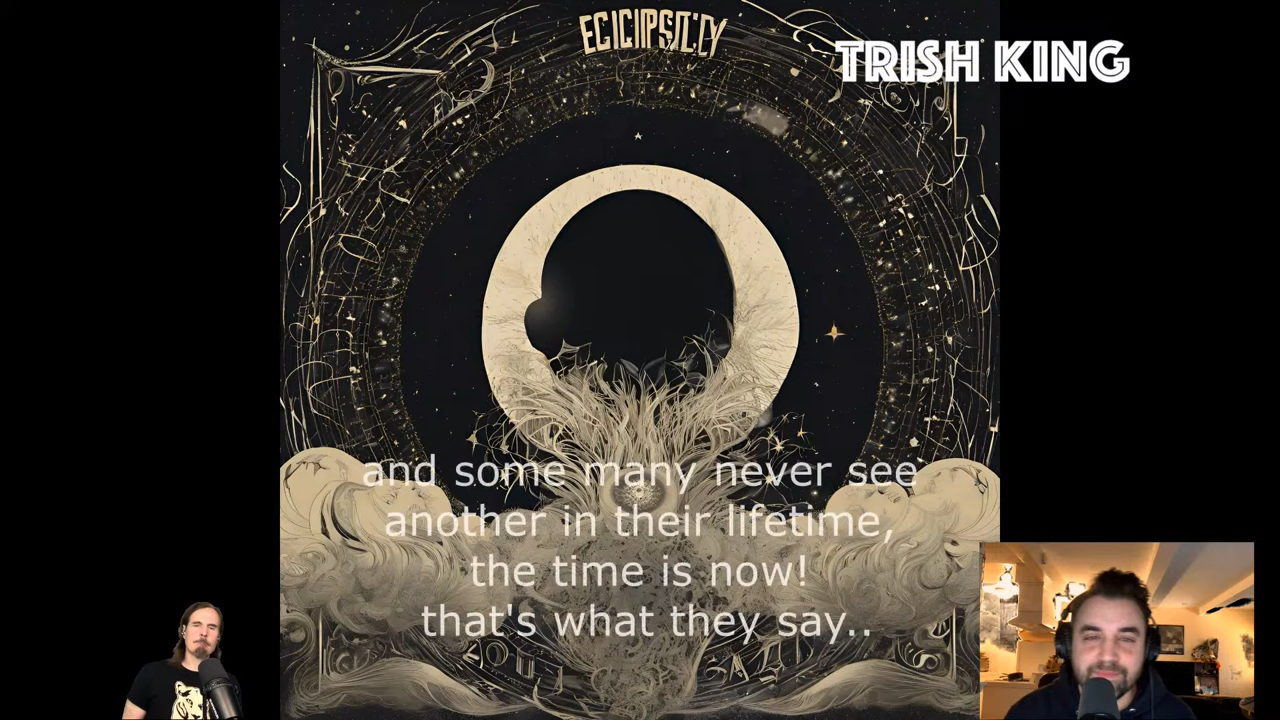 TRISH KING
and some many never see
another in their lifetime,
the time is now!
that's what they say..